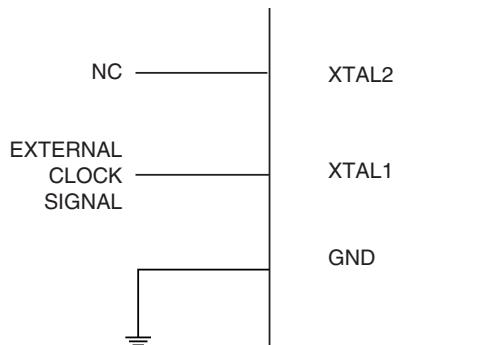 NC
XTAL2
EXTERNAL
CLOCK
SIGNAL
XTAL1
GND